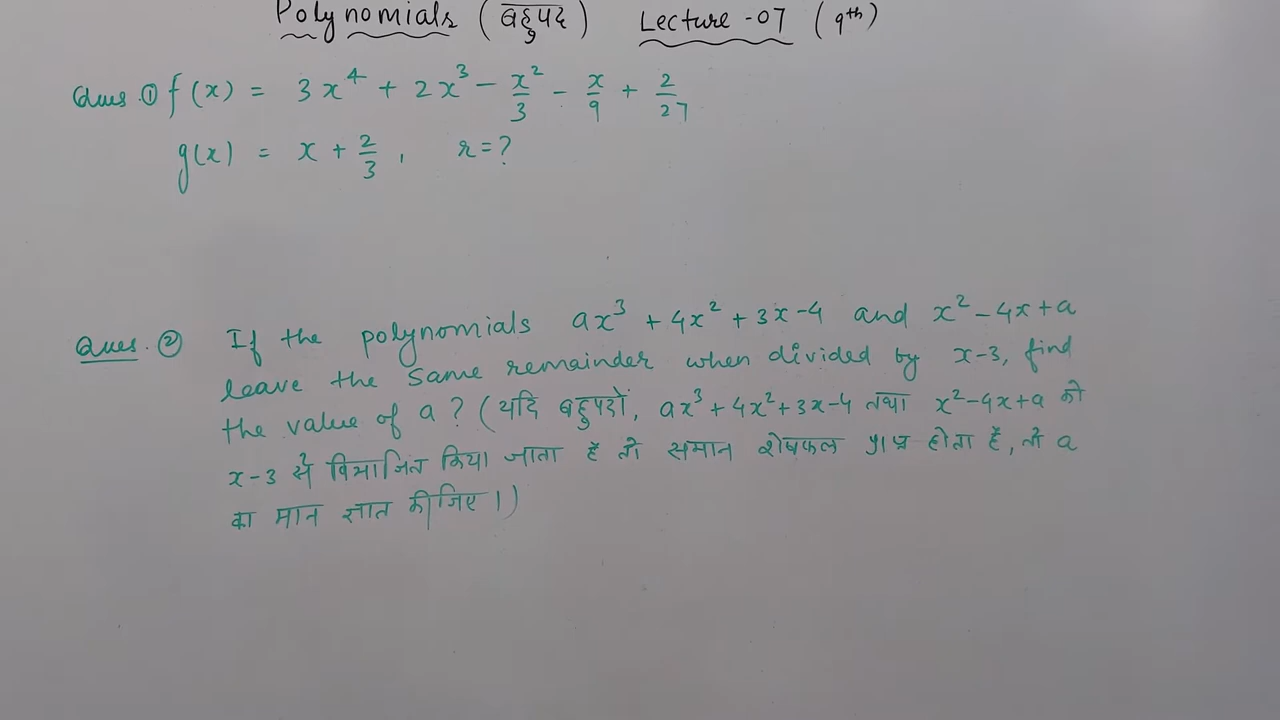 Polynomials (बहुपद) Lecture -07 (9th)
Ques. ① f(x) = 3x⁴ + 2x³ - x²/3 - x/9 + 2/27
g(x) = x + 2/3, r = ?
Ques. ② If the polynomials ax³ + 4x² + 3x-4 and x²-4x+a
leave the same remainder when divided by x-3, find
the value of a? (यदि बहुपदों, ax³+4x²+3x-4 तथा x²-4x+a को
x-3 से विभाजित किया जाता है तो समान शेषफल प्राप्त होता है, तो a
का मान ज्ञात कीजिए।)